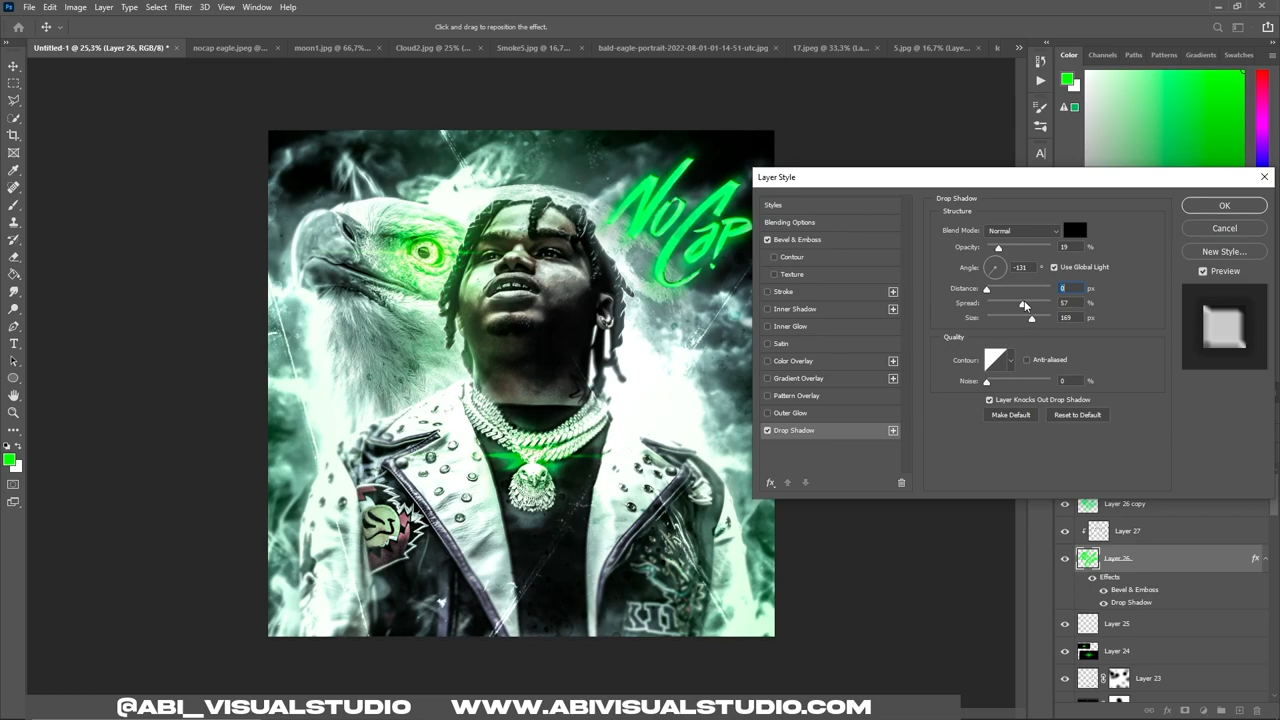 Ps File Edit Image Layer Type Select Filter 3D View Window Help
Click and drag to reposition the effect.
Untitled-1 @ 25,3% (Layer 26, RGB/8) * nocap eagle.jpeg @... moon1.jpg @ 66,7%... Cloud2.jpg @ 25% (... Smoke5.jpg @ 16,7... bald-eagle-portrait-2022-08-01-01-14-51-utc.jpg 17.jpeg @ 33,3% (La... 5.jpg @ 16,7% (Laye...
Color Channels Paths Patterns Gradients Swatches
No Cap
Layer Style
Styles
Blending Options
Bevel & Emboss
Contour
Texture
Stroke
Inner Shadow
Inner Glow
Satin
Color Overlay
Gradient Overlay
Pattern Overlay
Outer Glow
Drop Shadow
fx
Drop Shadow
Structure
Blend Mode: Normal
Opacity: 19 %
Angle: -131 ° Use Global Light
Distance: 0 px
Spread: 57 %
Size: 169 px
Quality
Contour: Anti-aliased
Noise: 0 %
Layer Knocks Out Drop Shadow
Make Default Reset to Default
OK
Cancel
New Style...
Preview
Layer 26 copy
Layer 27
Layer 26 fx
Effects
Bevel & Emboss
Drop Shadow
Layer 25
Layer 24
Layer 23
@ABI_VISUALSTUDIO WWW.ABIVISUALSTUDIO.COM